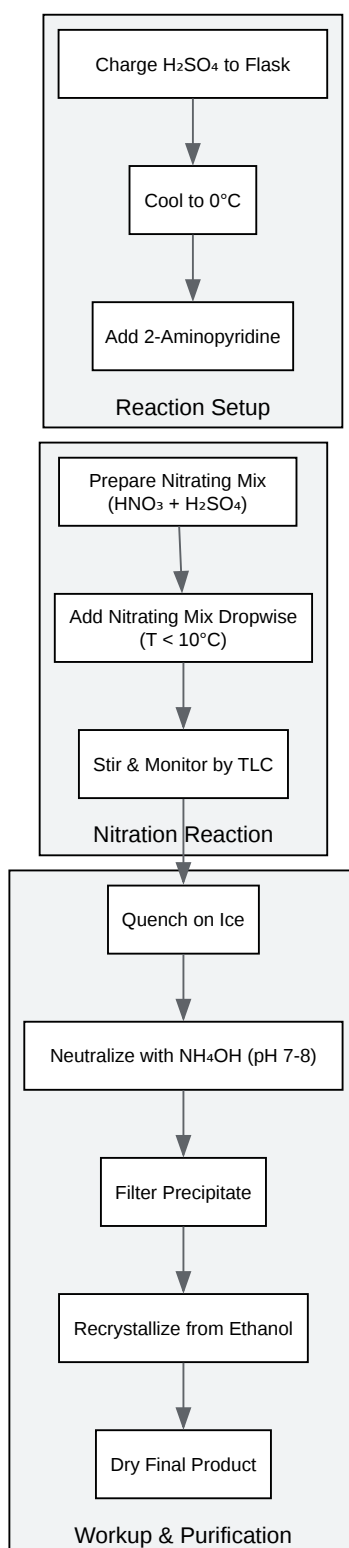 Charge H₂SO₄ to Flask
Cool to 0°C
Add 2-Aminopyridine
Reaction Setup
Prepare Nitrating Mix
(HNO₃ + H₂SO₄)
Add Nitrating Mix Dropwise
(T < 10°C)
Stir & Monitor by TLC
Nitration Reaction
Quench on Ice
Neutralize with NH₄OH (pH 7-8)
Filter Precipitate
Recrystallize from Ethanol
Dry Final Product
Workup & Purification